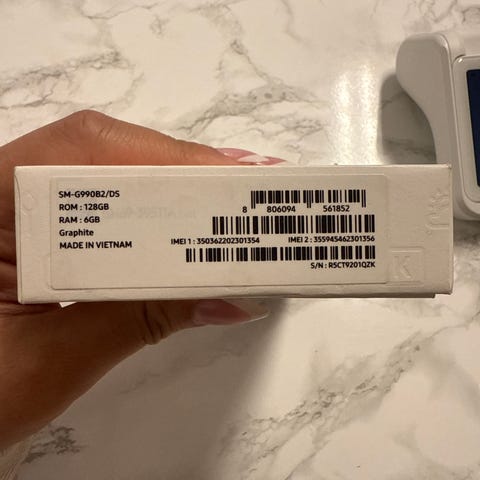 SM-G990B2/DS
ROM : 128GB
RAM : 6GB
Graphite
MADE IN VIETNAM
8 806094 561852
IMEI 1 : 350362202301354 IMEI 2 : 355945462301356
S/N : R5CT9201QZK
K